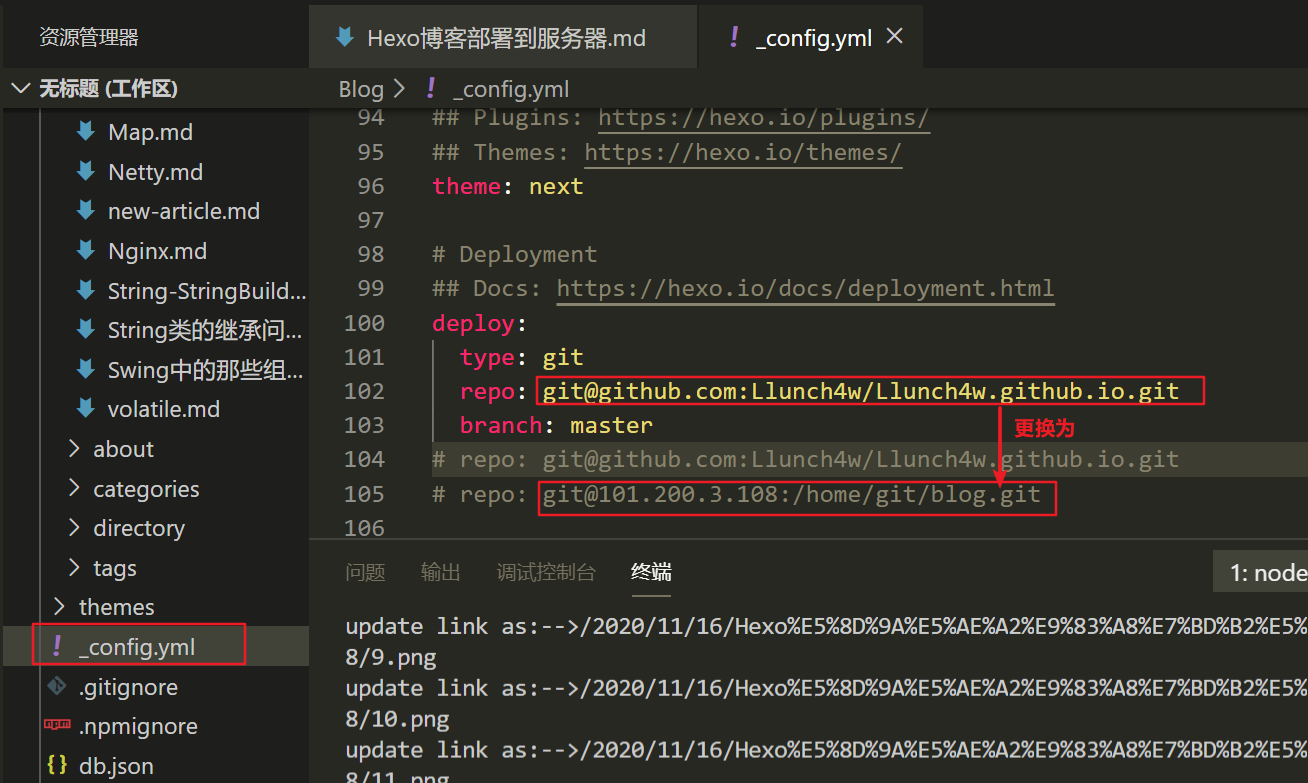 资源管理器
Hexo博客部署到服务器.md
! _config.yml ×
无标题 (工作区)
Blog > ! _config.yml
Map.md
Netty.md
new-article.md
Nginx.md
String-StringBuild...
String类的继承问...
Swing中的那些组...
volatile.md
> about
> categories
> directory
> tags
> themes
! _config.yml
.gitignore
.npmignore
{} db.json
94 ## Plugins: https://hexo.io/plugins/
95 ## Themes: https://hexo.io/themes/
96 theme: next
97
98 # Deployment
99 ## Docs: https://hexo.io/docs/deployment.html
100 deploy:
101 type: git
102 repo: git@github.com:Llunch4w/Llunch4w.github.io.git
103 branch: master
更换为
104 # repo: git@github.com:Llunch4w/Llunch4w.github.io.git
105 # repo: git@101.200.3.108:/home/git/blog.git
106
问题 输出 调试控制台 终端 1: node
update link as:-->/2020/11/16/Hexo%E5%8D%9A%E5%AE%A2%E9%83%A8%E7%BD%B2%E5%
8/9.png
update link as:-->/2020/11/16/Hexo%E5%8D%9A%E5%AE%A2%E9%83%A8%E7%BD%B2%E5%
8/10.png
update link as:-->/2020/11/16/Hexo%E5%8D%9A%E5%AE%A2%E9%83%A8%E7%BD%B2%E5%
8/11.png